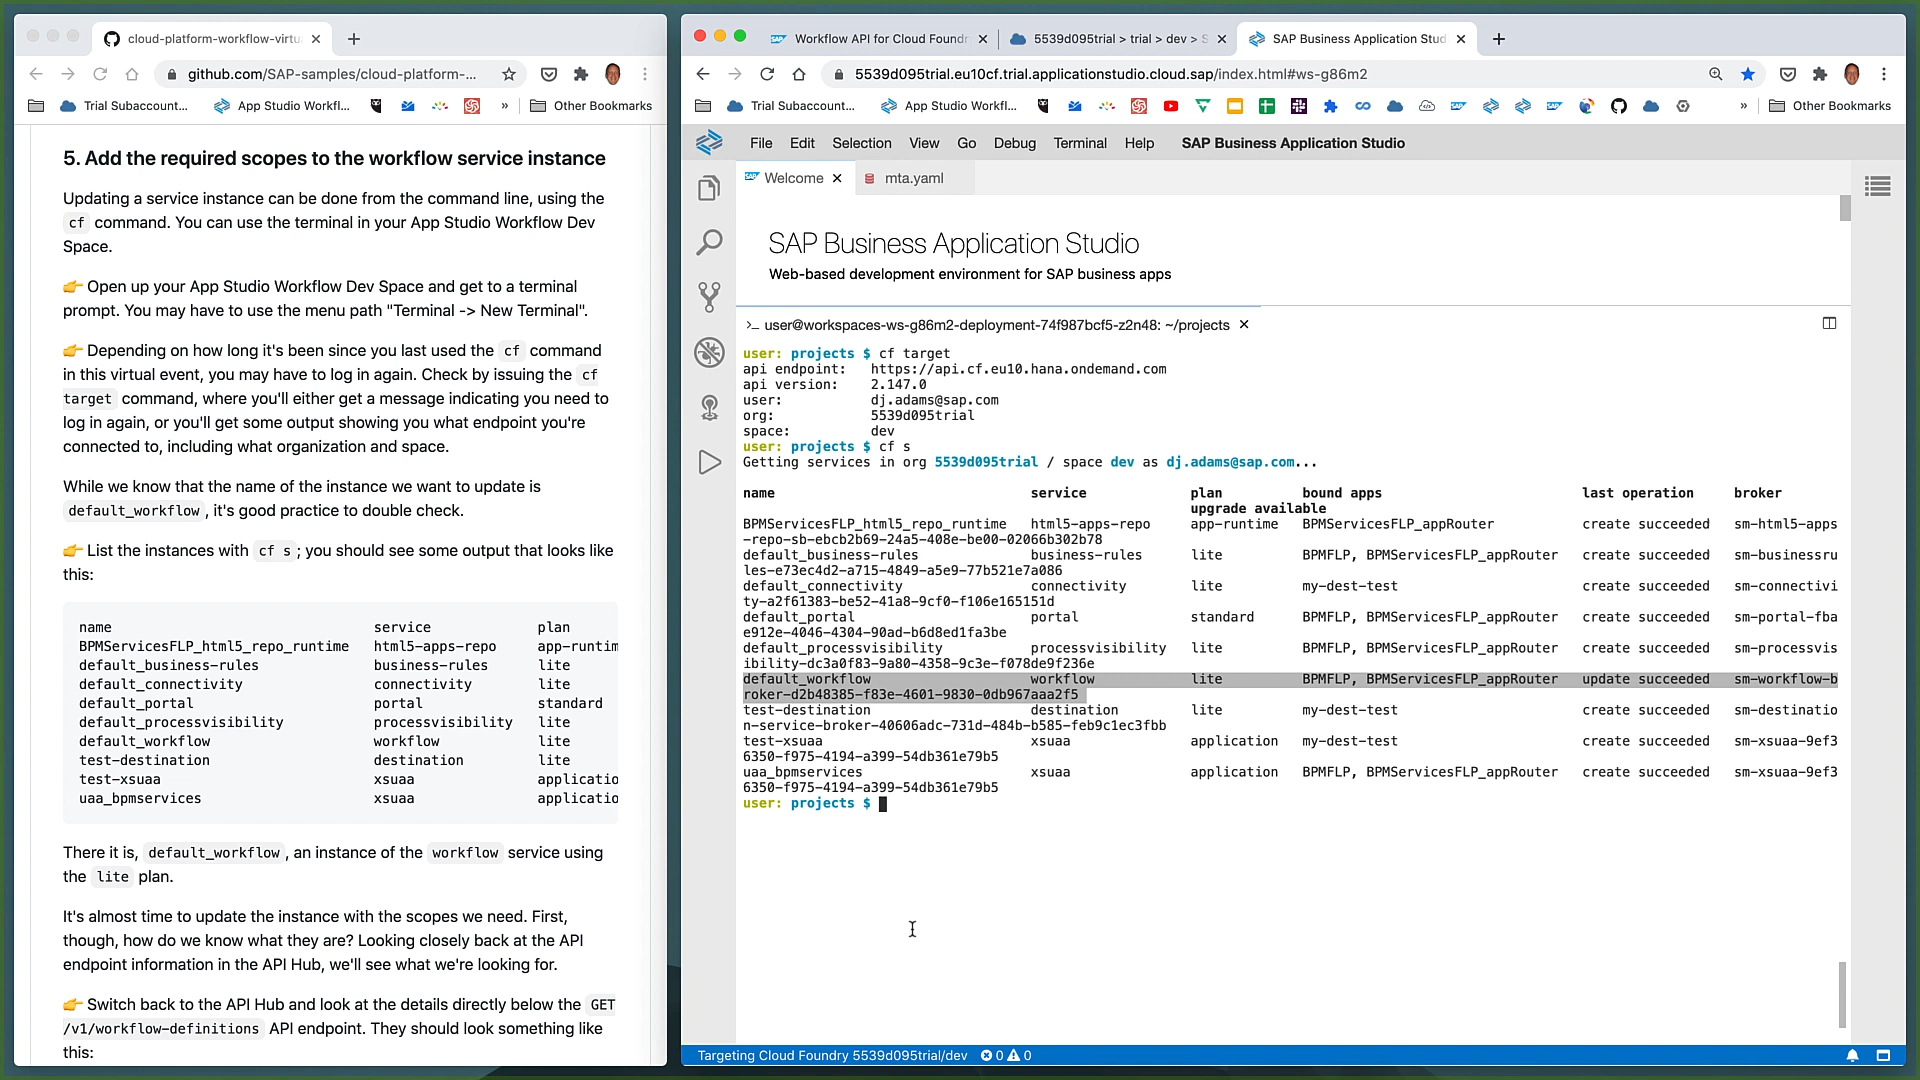 cloud-platform-workflow-virtu
github.com/SAP-samples/cloud-platform-...
Trial Subaccount...
App Studio Workfl...
»
Other Bookmarks
5. Add the required scopes to the workflow service instance
Updating a service instance can be done from the command line, using the
cf command. You can use the terminal in your App Studio Workflow Dev
Space.
👉 Open up your App Studio Workflow Dev Space and get to a terminal
prompt. You may have to use the menu path "Terminal -> New Terminal".
👉 Depending on how long it's been since you last used the cf command
in this virtual event, you may have to log in again. Check by issuing the cf
target command, where you'll either get a message indicating you need to
log in again, or you'll get some output showing you what endpoint you're
connected to, including what organization and space.
While we know that the name of the instance we want to update is
default_workflow, it's good practice to double check.
👉 List the instances with cf s; you should see some output that looks like
this:
name service plan
BPMServicesFLP_html5_repo_runtime html5-apps-repo app-runtim
default_business-rules business-rules lite
default_connectivity connectivity lite
default_portal portal standard
default_processvisibility processvisibility lite
default_workflow workflow lite
test-destination destination lite
test-xsuaa xsuaa applicatio
uaa_bpmservices xsuaa applicatio
There it is, default_workflow, an instance of the workflow service using
the lite plan.
It's almost time to update the instance with the scopes we need. First,
though, how do we know what they are? Looking closely back at the API
endpoint information in the API Hub, we'll see what we're looking for.
👉 Switch back to the API Hub and look at the details directly below the GET
/v1/workflow-definitions API endpoint. They should look something like
this:
Workflow API for Cloud Foundr
5539d095trial > trial > dev > S
SAP Business Application Stud
5539d095trial.eu10cf.trial.applicationstudio.cloud.sap/index.html#ws-g86m2
Trial Subaccount...
App Studio Workfl...
»
Other Bookmarks
File Edit Selection View Go Debug Terminal Help SAP Business Application Studio
Welcome
mta.yaml
SAP Business Application Studio
Web-based development environment for SAP business apps
>_ user@workspaces-ws-g86m2-deployment-74f987bcf5-z2n48: ~/projects
user: projects $ cf target
api endpoint: https://api.cf.eu10.hana.ondemand.com
api version: 2.147.0
user: dj.adams@sap.com
org: 5539d095trial
space: dev
user: projects $ cf s
Getting services in org 5539d095trial / space dev as dj.adams@sap.com...
name service plan bound apps last operation broker
upgrade available
BPMServicesFLP_html5_repo_runtime html5-apps-repo app-runtime BPMServicesFLP_appRouter create succeeded sm-html5-apps
-repo-sb-ebcb2b69-24a5-408e-be00-02066b302b78
default_business-rules business-rules lite BPMFLP, BPMServicesFLP_appRouter create succeeded sm-businessru
les-e73ec4d2-a715-4849-a5e9-77b521e7a086
default_connectivity connectivity lite my-dest-test create succeeded sm-connectivi
ty-a2f61383-be52-41a8-9cf0-f106e165151d
default_portal portal standard BPMFLP, BPMServicesFLP_appRouter create succeeded sm-portal-fba
e912e-4046-4304-90ad-b6d8ed1fa3be
default_processvisibility processvisibility lite BPMFLP, BPMServicesFLP_appRouter create succeeded sm-processvis
ibility-dc3a0f83-9a80-4358-9c3e-f078de9f236e
default_workflow workflow lite BPMFLP, BPMServicesFLP_appRouter update succeeded sm-workflow-b
roker-d2b48385-f83e-4601-9830-0db967aaa2f5
test-destination destination lite my-dest-test create succeeded sm-destinatio
n-service-broker-40606adc-731d-484b-b585-feb9c1ec3fbb
test-xsuaa xsuaa application my-dest-test create succeeded sm-xsuaa-9ef3
6350-f975-4194-a399-54db361e79b5
uaa_bpmservices xsuaa application BPMFLP, BPMServicesFLP_appRouter create succeeded sm-xsuaa-9ef3
6350-f975-4194-a399-54db361e79b5
user: projects $
Targeting Cloud Foundry 5539d095trial/dev 0 0